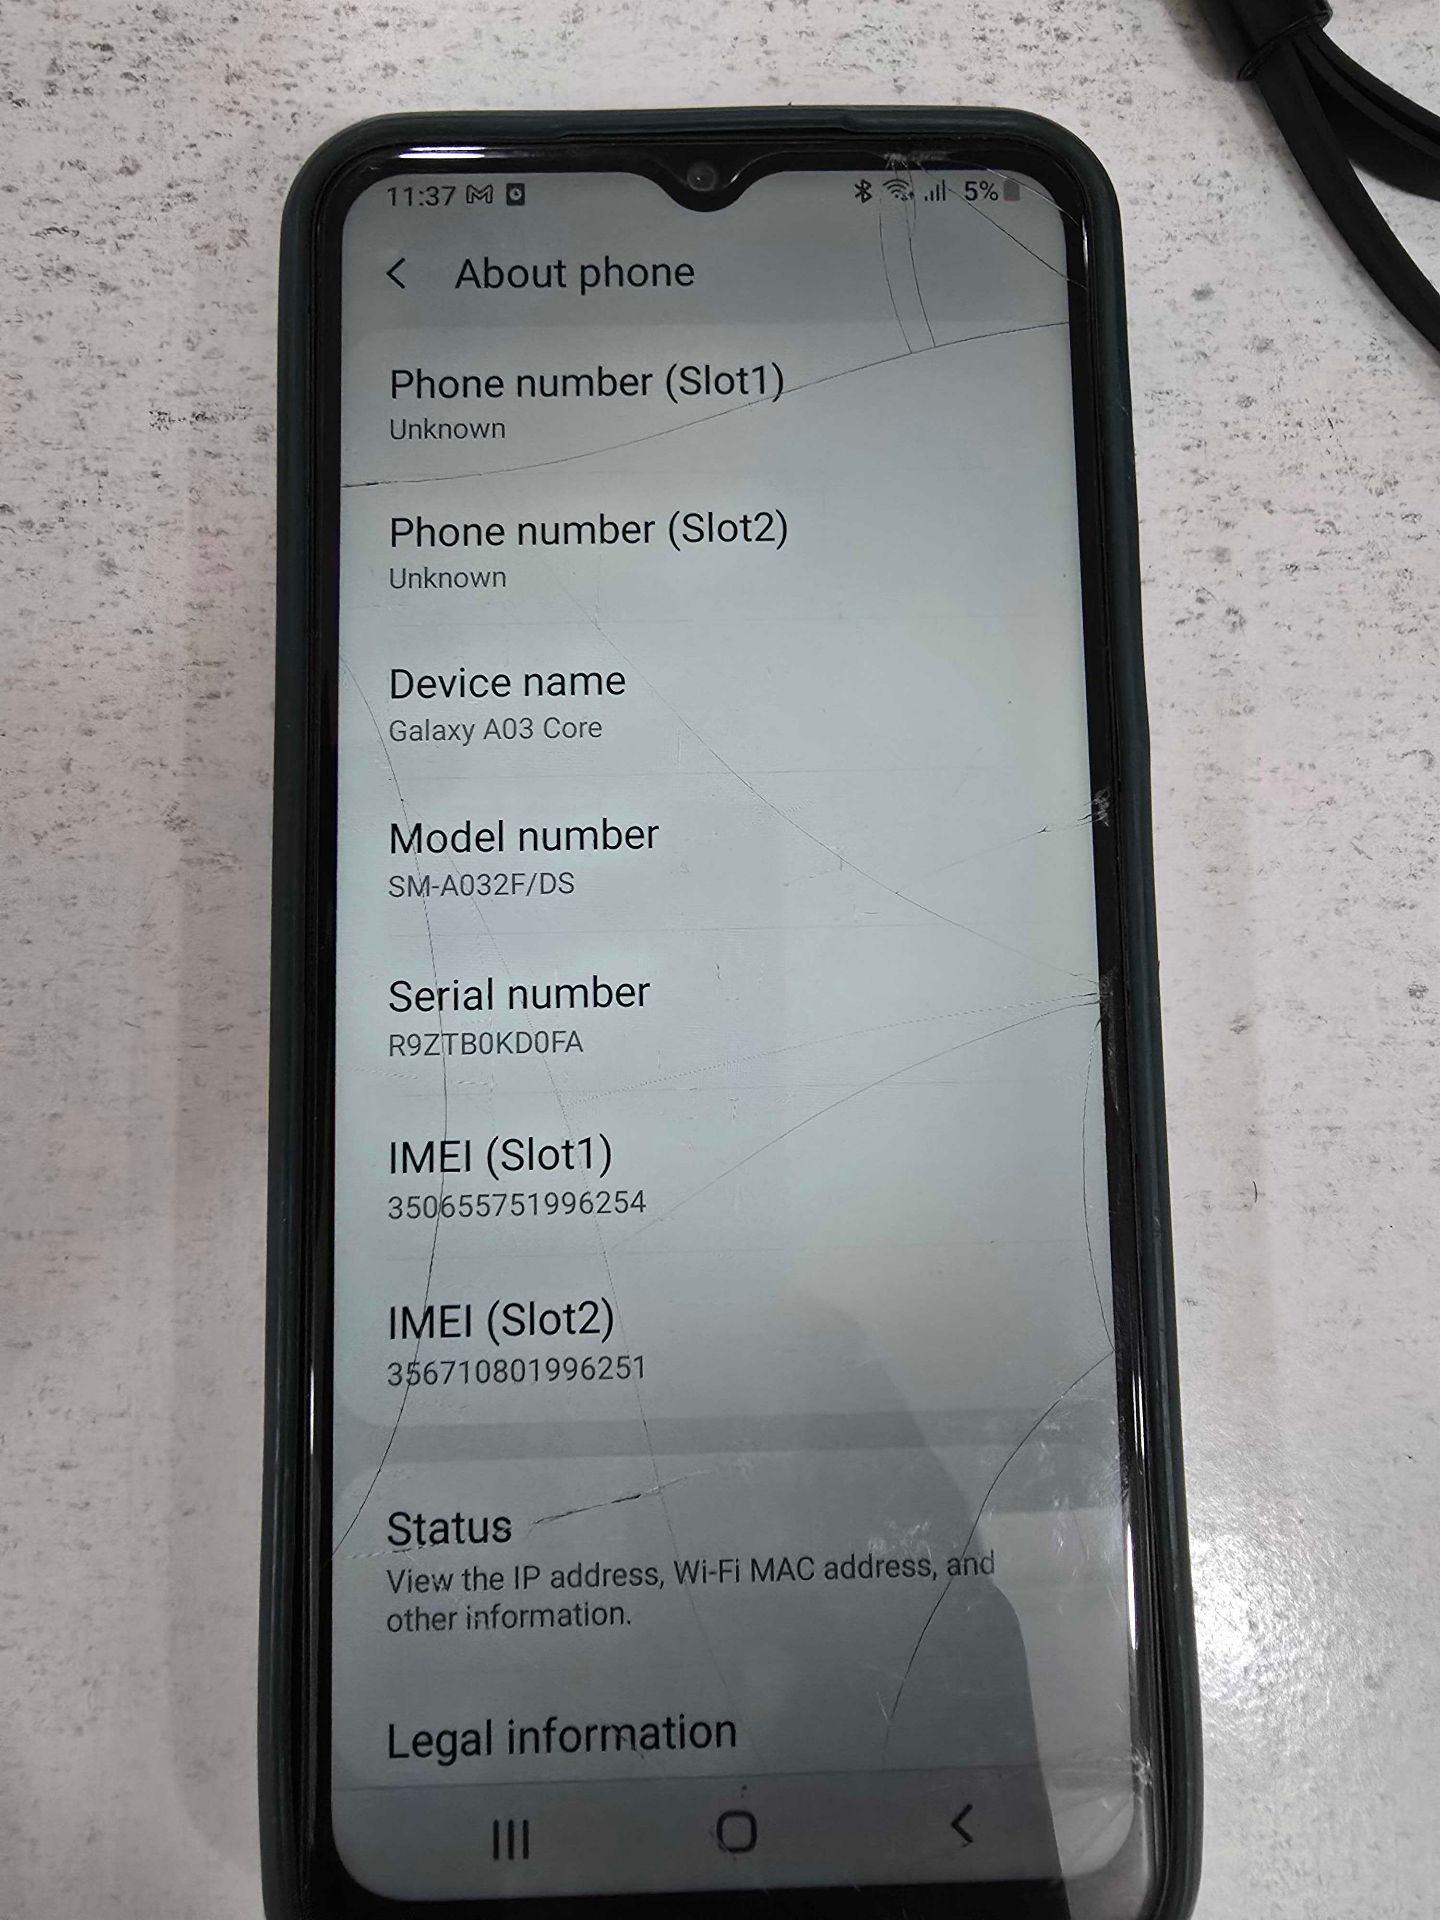 11:37 5%
About phone
Phone number (Slot1)
Unknown
Phone number (Slot2)
Unknown
Device name
Galaxy A03 Core
Model number
SM-A032F/DS
Serial number
R9ZTB0KD0FA
IMEI (Slot1)
350655751996254
IMEI (Slot2)
356710801996251
Status
View the IP address, Wi-Fi MAC address, and
other information.
Legal information